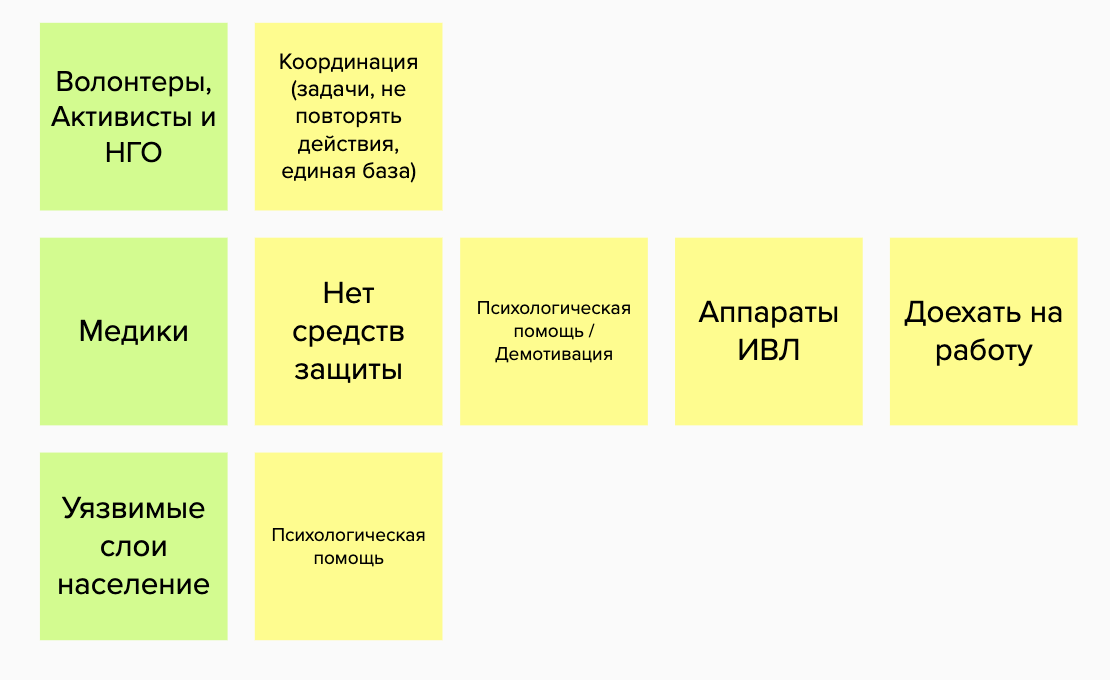 Волонтеры,
Активисты и
НГО
Координация
(задачи, не
повторять
действия,
единая база)
Медики
Нет
средств
защиты
Психологическая
помощь /
Демотивация
Аппараты
ИВЛ
Доехать на
работу
Уязвимые
слои
население
Психологическая
помощь